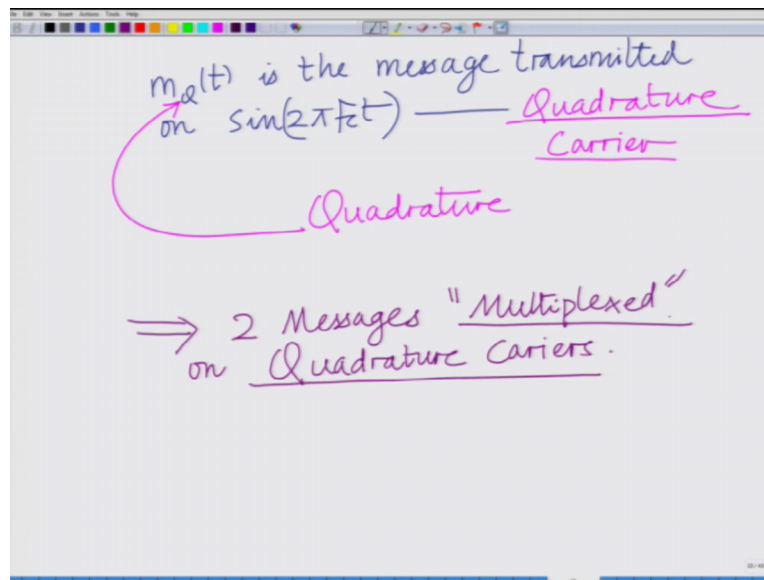 m_Q(t) is the message transmitted
on sin(2πFct) — Quadrature
Carrier
Quadrature
⇒ 2 Messages "Multiplexed"
on Quadrature Cariers.